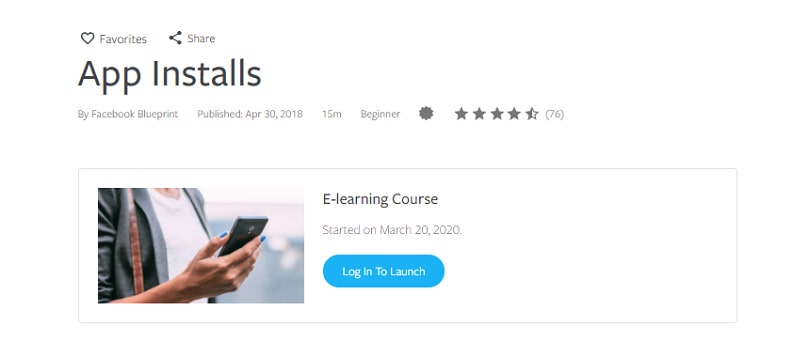 Favorites Share
App Installs
By Facebook Blueprint Published: Apr 30, 2018 15m Beginner (76)
E-learning Course
Started on March 20, 2020.
Log In To Launch